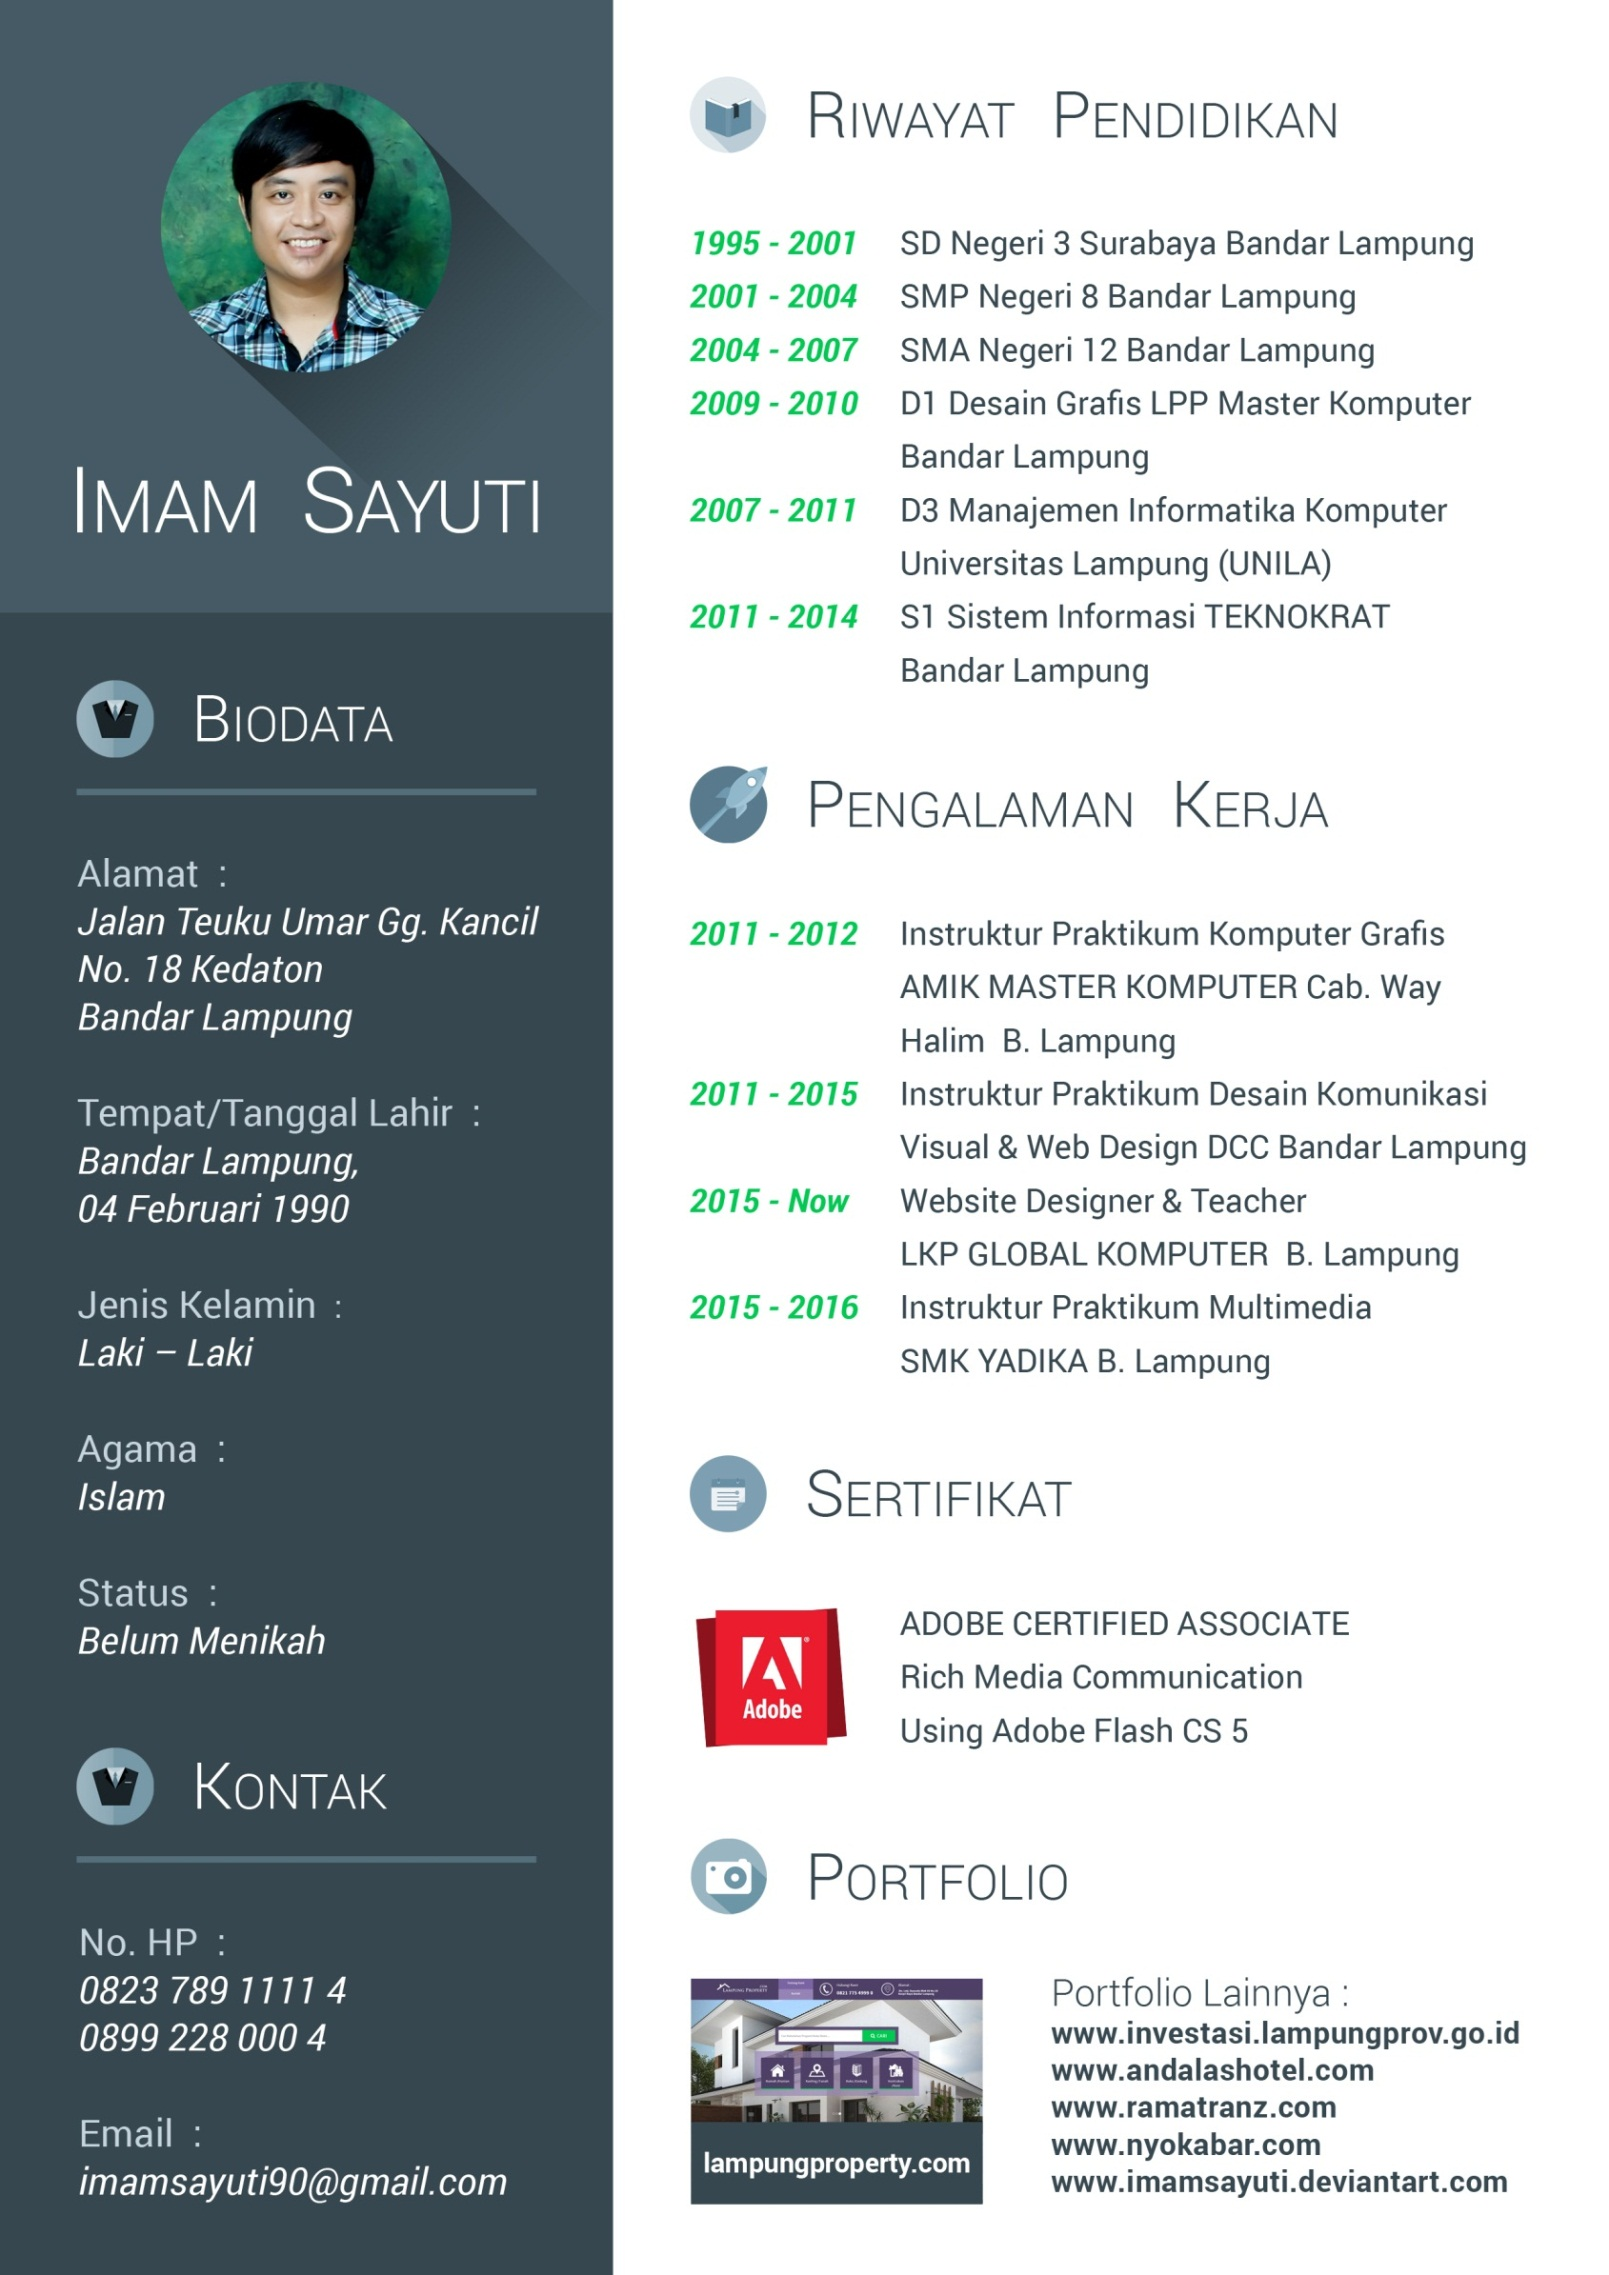 IMAM SAYUTI
BIODATA
Alamat :
Jalan Teuku Umar Gg. Kancil
No. 18 Kedaton
Bandar Lampung
Tempat/Tanggal Lahir :
Bandar Lampung,
04 Februari 1990
Jenis Kelamin :
Laki – Laki
Agama :
Islam
Status :
Belum Menikah
KONTAK
No. HP :
0823 789 1111 4
0899 228 000 4
Email :
imamsayuti90@gmail.com
RIWAYAT PENDIDIKAN
1995 - 2001 SD Negeri 3 Surabaya Bandar Lampung
2001 - 2004 SMP Negeri 8 Bandar Lampung
2004 - 2007 SMA Negeri 12 Bandar Lampung
2009 - 2010 D1 Desain Grafis LPP Master Komputer
Bandar Lampung
2007 - 2011 D3 Manajemen Informatika Komputer
Universitas Lampung (UNILA)
2011 - 2014 S1 Sistem Informasi TEKNOKRAT
Bandar Lampung
PENGALAMAN KERJA
2011 - 2012 Instruktur Praktikum Komputer Grafis
AMIK MASTER KOMPUTER Cab. Way
Halim B. Lampung
2011 - 2015 Instruktur Praktikum Desain Komunikasi
Visual & Web Design DCC Bandar Lampung
2015 - Now Website Designer & Teacher
LKP GLOBAL KOMPUTER B. Lampung
2015 - 2016 Instruktur Praktikum Multimedia
SMK YADIKA B. Lampung
SERTIFIKAT
Adobe
ADOBE CERTIFIED ASSOCIATE
Rich Media Communication
Using Adobe Flash CS 5
PORTFOLIO
LAMPUNG PROPERTY
CARI
lampungproperty.com
Portfolio Lainnya :
www.investasi.lampungprov.go.id
www.andalashotel.com
www.ramatranz.com
www.nyokabar.com
www.imamsayuti.deviantart.com